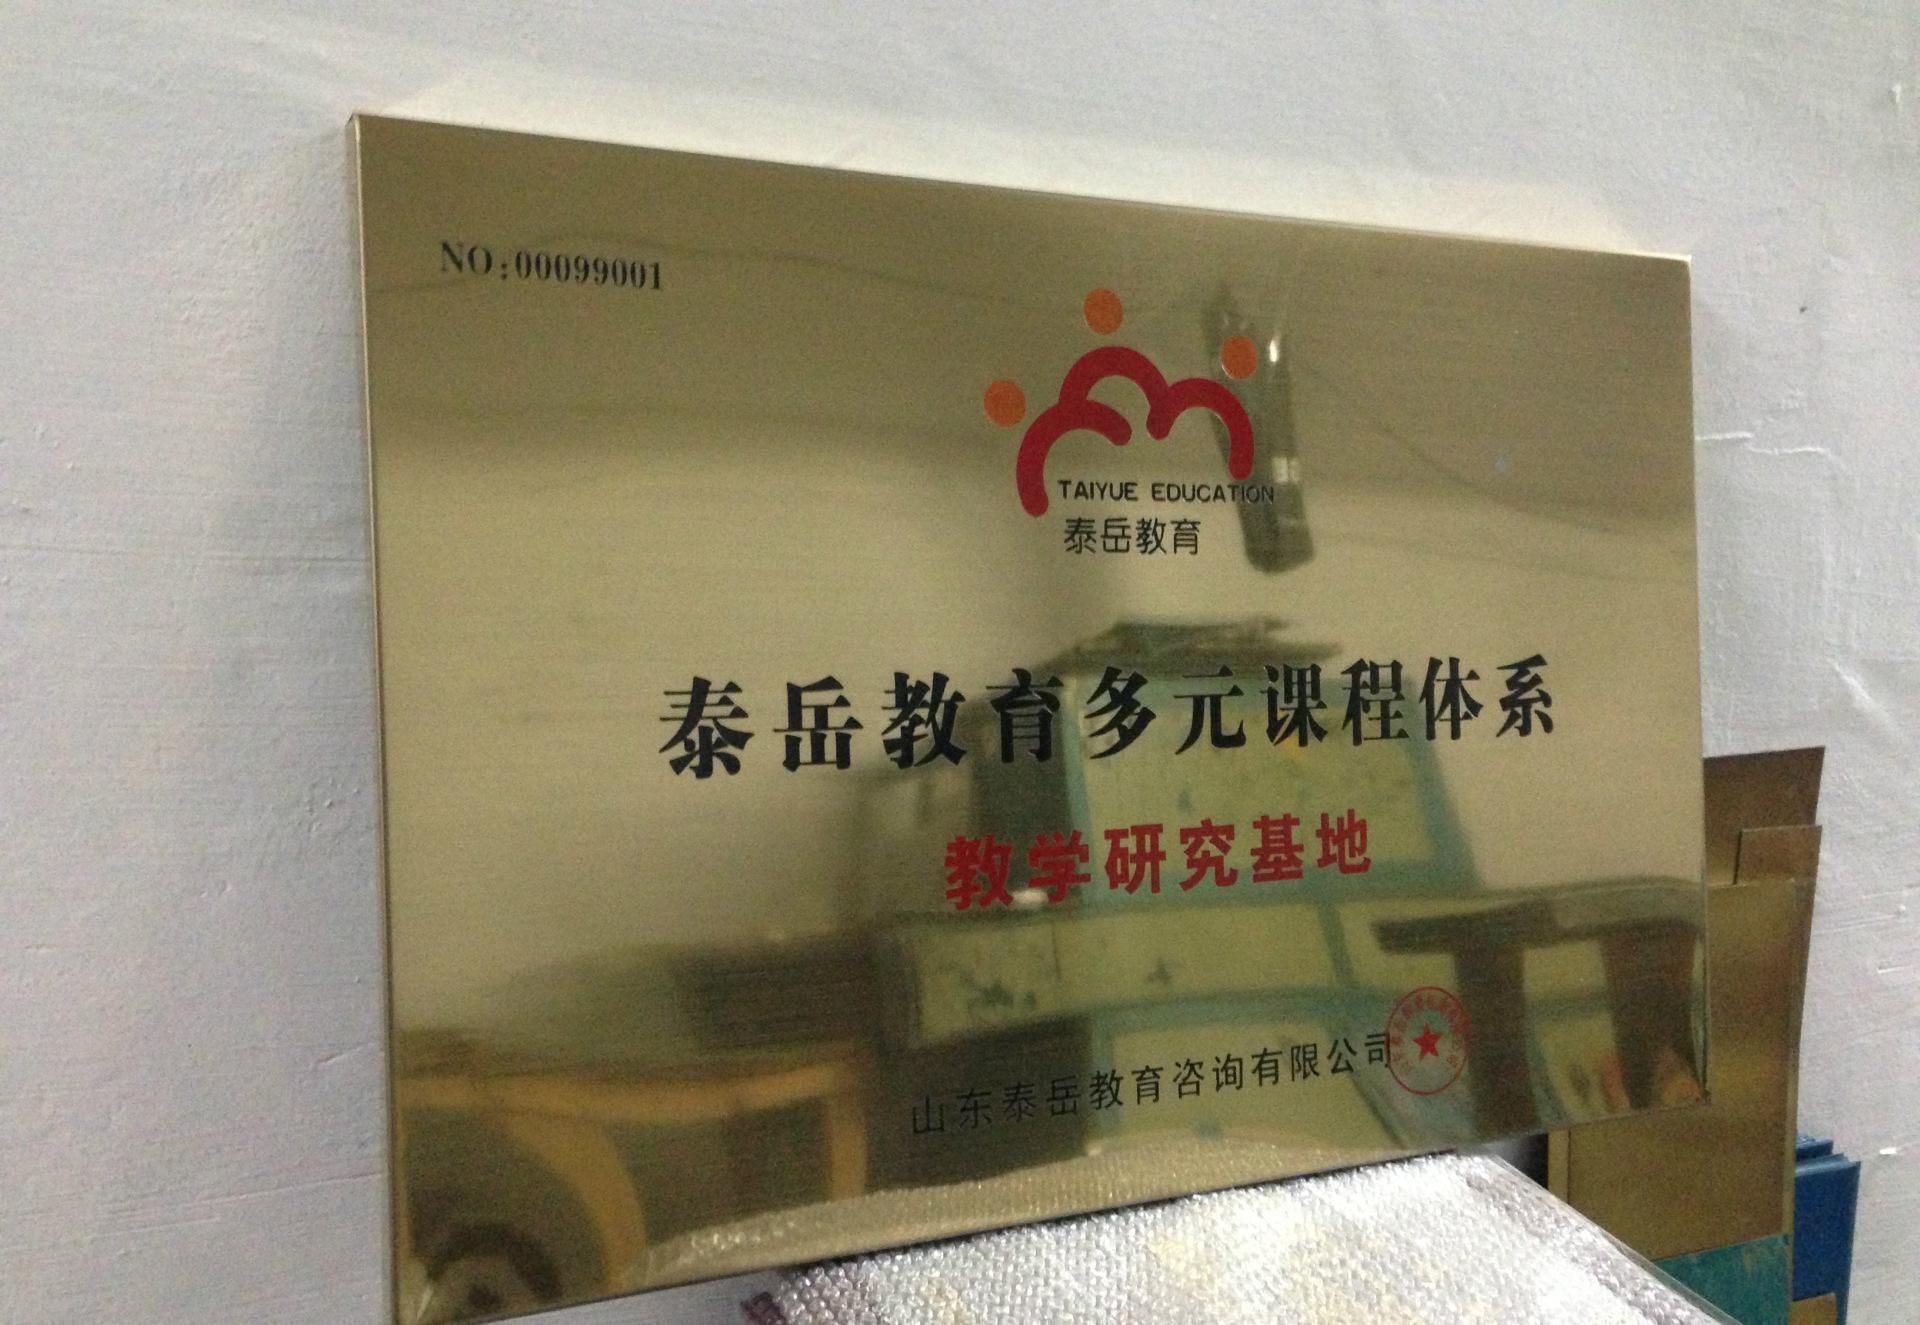 NO:00099001
TAIYUE EDUCATION
泰岳教育
泰岳教育多元课程体系
教学研究基地
山东泰岳教育咨询有限公司